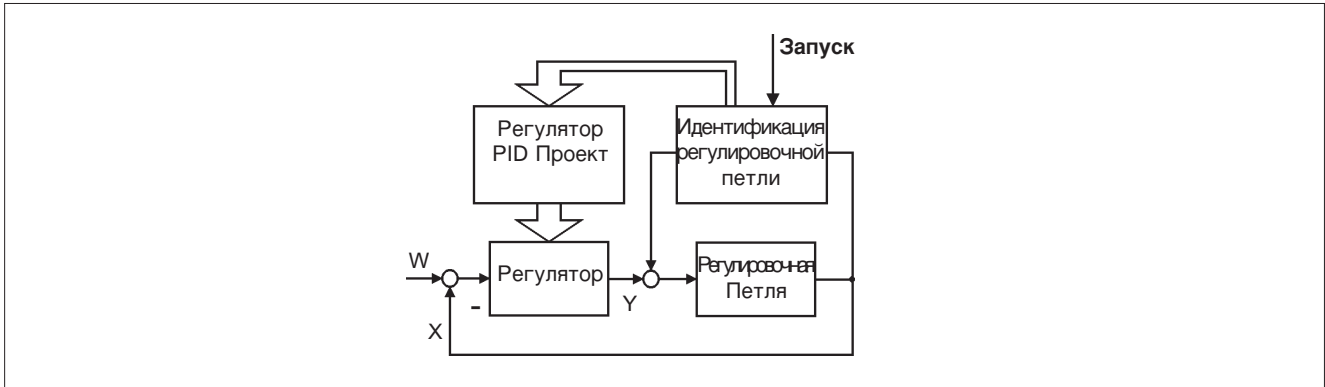 Запуск
Регулятор
PID Проект
Идентификация
регулировочной
петли
W
Регулятор
Y
Регулировочная
Петля
-
X